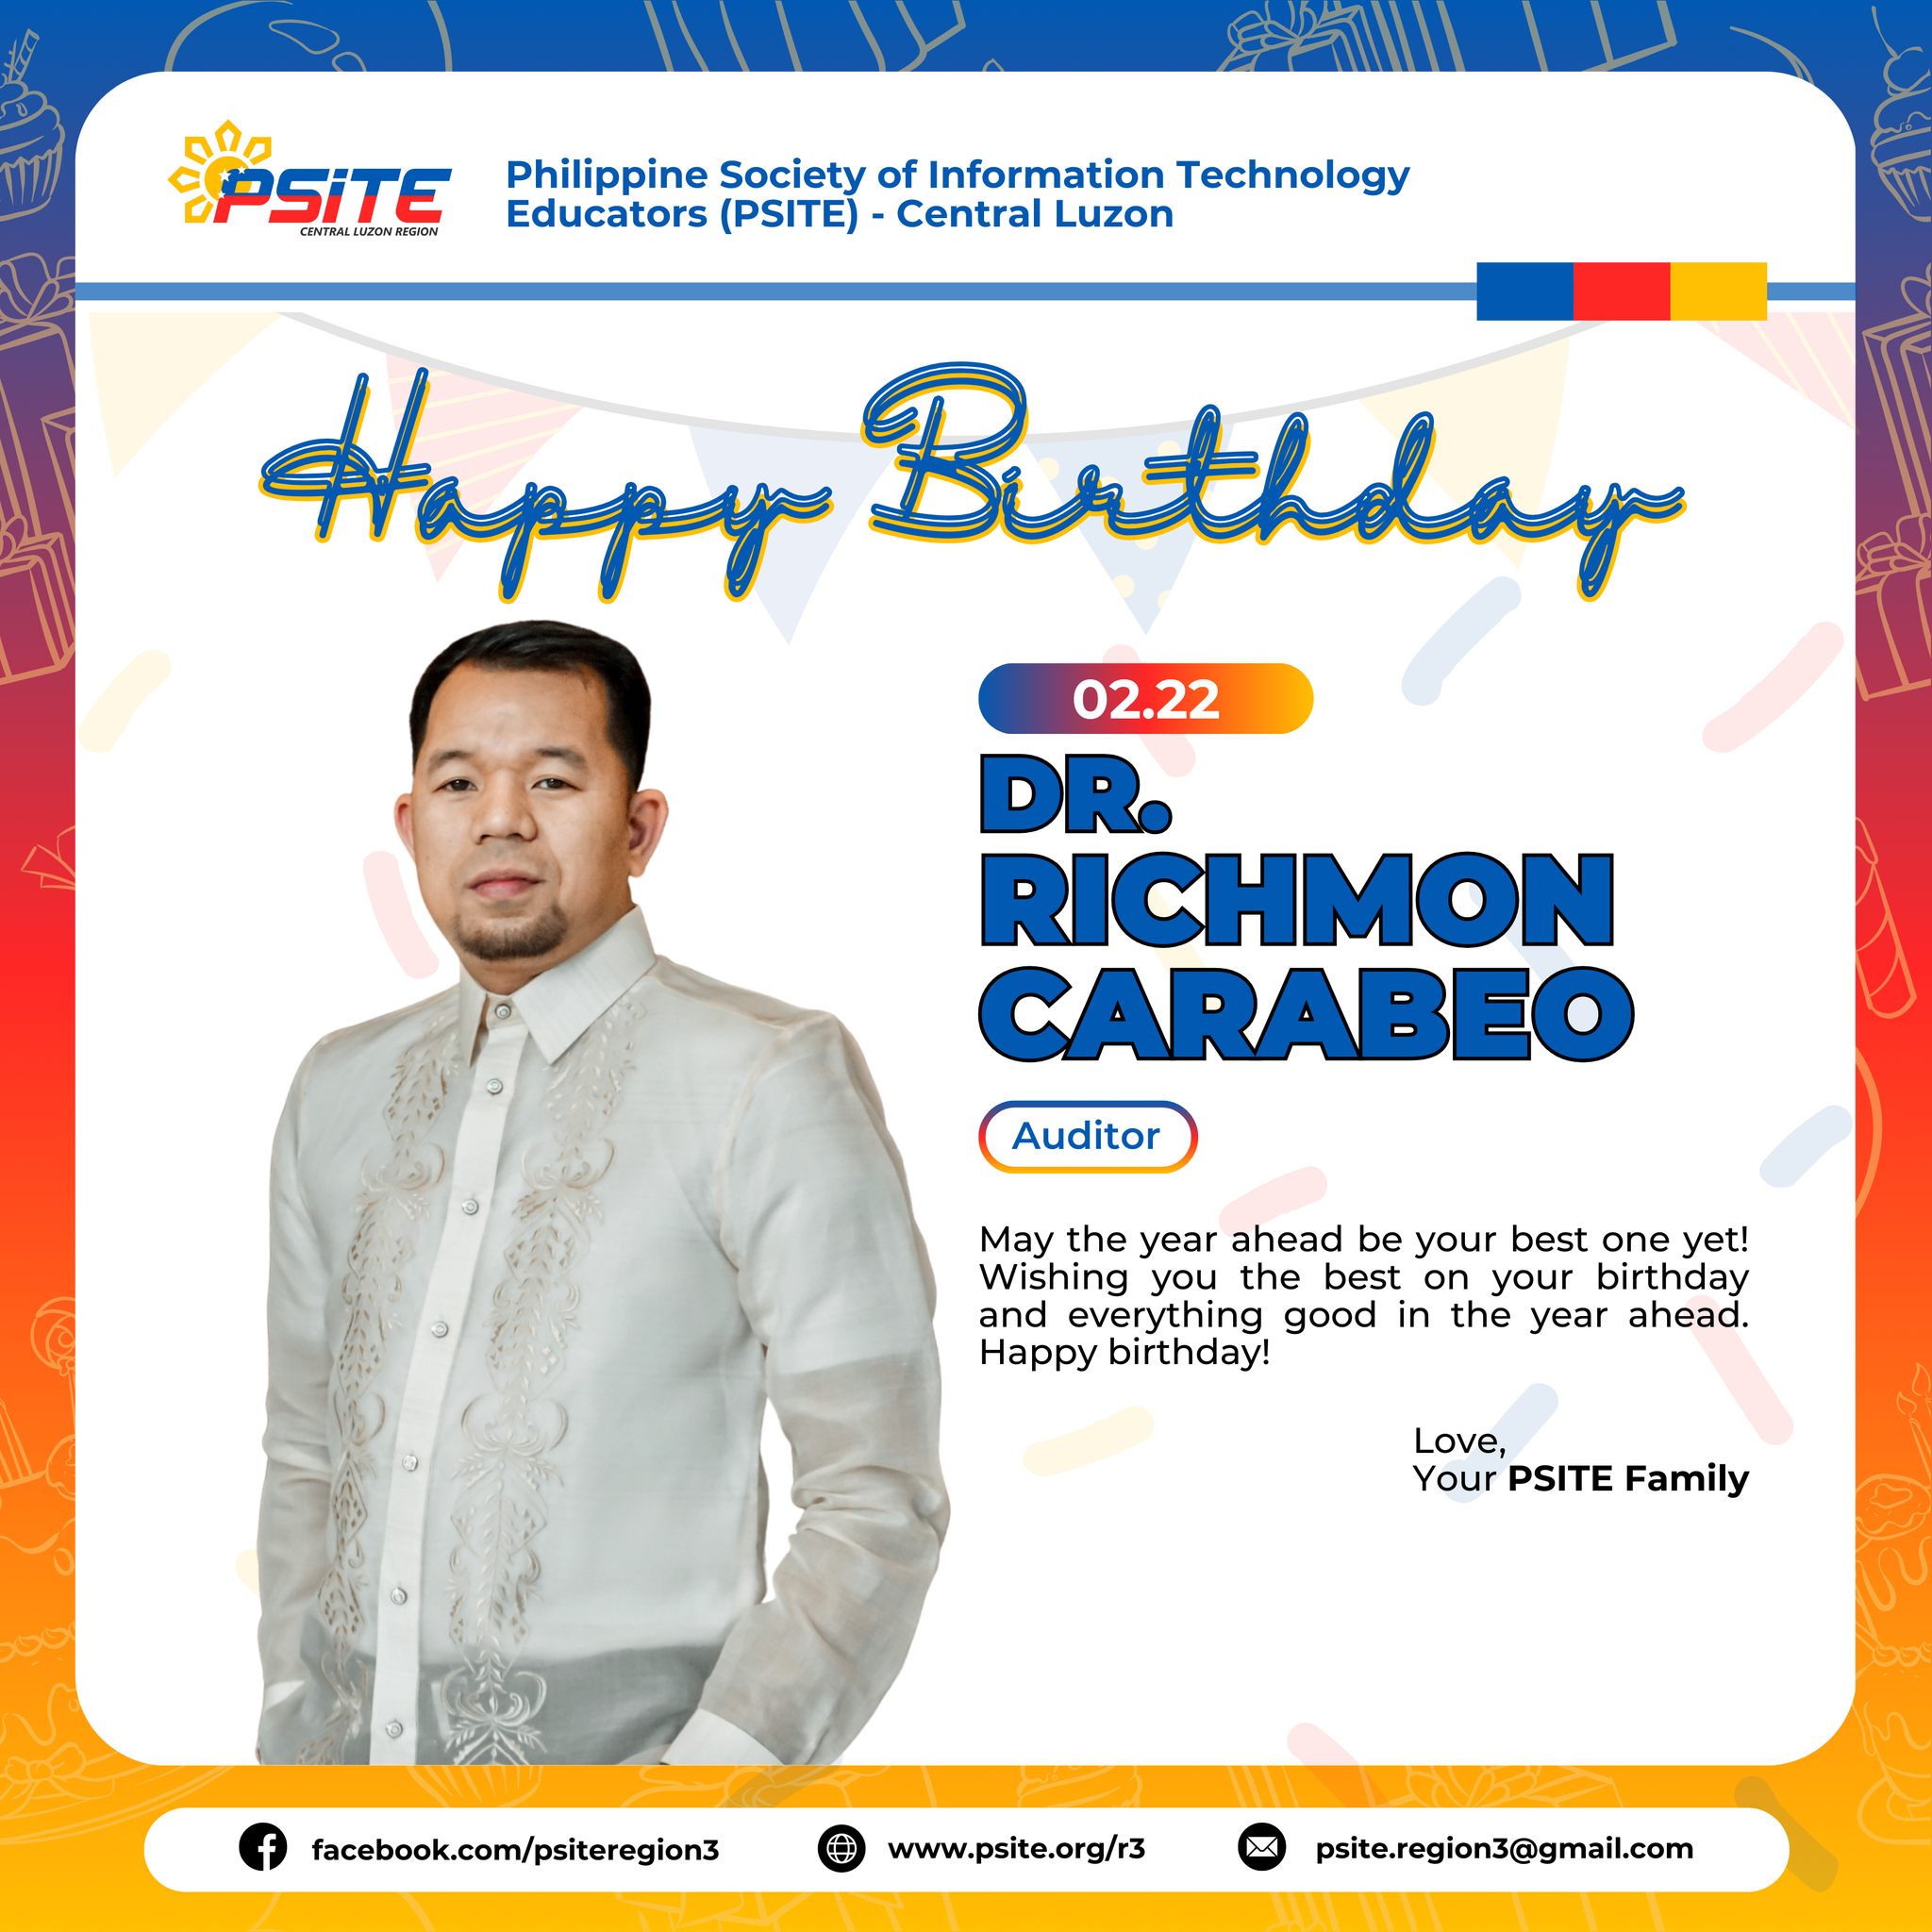 PSiTE
CENTRAL LUZON REGION
Philippine Society of Information Technology
Educators (PSITE) - Central Luzon
Happy Birthday
02.22
DR.
RICHMON
CARABEO
Auditor
May the year ahead be your best one yet!
Wishing you the best on your birthday
and everything good in the year ahead.
Happy birthday!
Love,
Your PSITE Family
facebook.com/psiteregion3
www.psite.org/r3
psite.region3@gmail.com